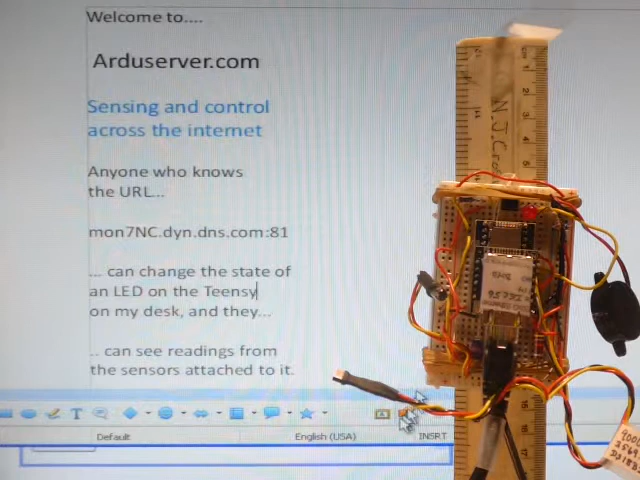 Welcome to....
Arduserver.com
Sensing and control
across the internet
Anyone who knows
the URL...
mon7NC.dyn.dns.com:81
... can change the state of
an LED on the Teensy
on my desk, and they...
.. can see readings from
the sensors attached to it.
Default
English (USA)
INSRT